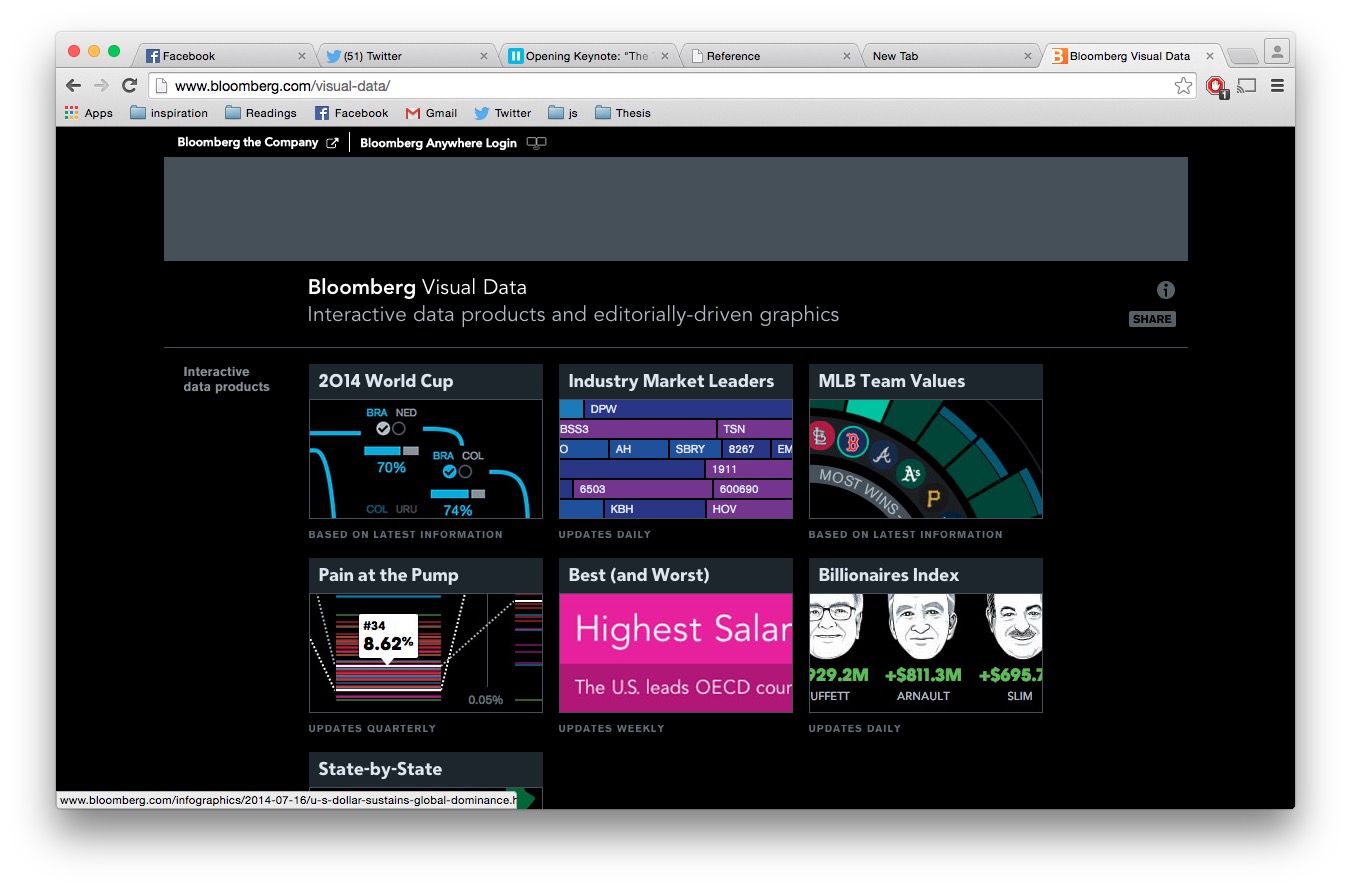 Facebook
(51) Twitter
Opening Keynote: "The
Reference
New Tab
Bloomberg Visual Data
www.bloomberg.com/visual-data/
1
Apps
inspiration
Readings
Facebook
Gmail
Twitter
js
Thesis
Bloomberg the Company
Bloomberg Anywhere Login
Bloomberg Visual Data
Interactive data products and editorially-driven graphics
SHARE
Interactive
data products
2014 World Cup
BRA NED
70%
BRA COL
74%
COL URU
BASED ON LATEST INFORMATION
Industry Market Leaders
DPW
BSS3 TSN
O AH SBRY 8267 EM
1911
6503 600690
KBH HOV
UPDATES DAILY
MLB Team Values
B
A
A's
P
MOST WINS
BASED ON LATEST INFORMATION
Pain at the Pump
#34
8.62%
0.05%
UPDATES QUARTERLY
Best (and Worst)
Highest Salar
The U.S. leads OECD cour
UPDATES WEEKLY
Billionaires Index
929.2M +$811.3M +$695.7
UFFETT ARNAULT SLIM
UPDATES DAILY
State-by-State
www.bloomberg.com/infographics/2014-07-16/u-s-dollar-sustains-global-dominance.h